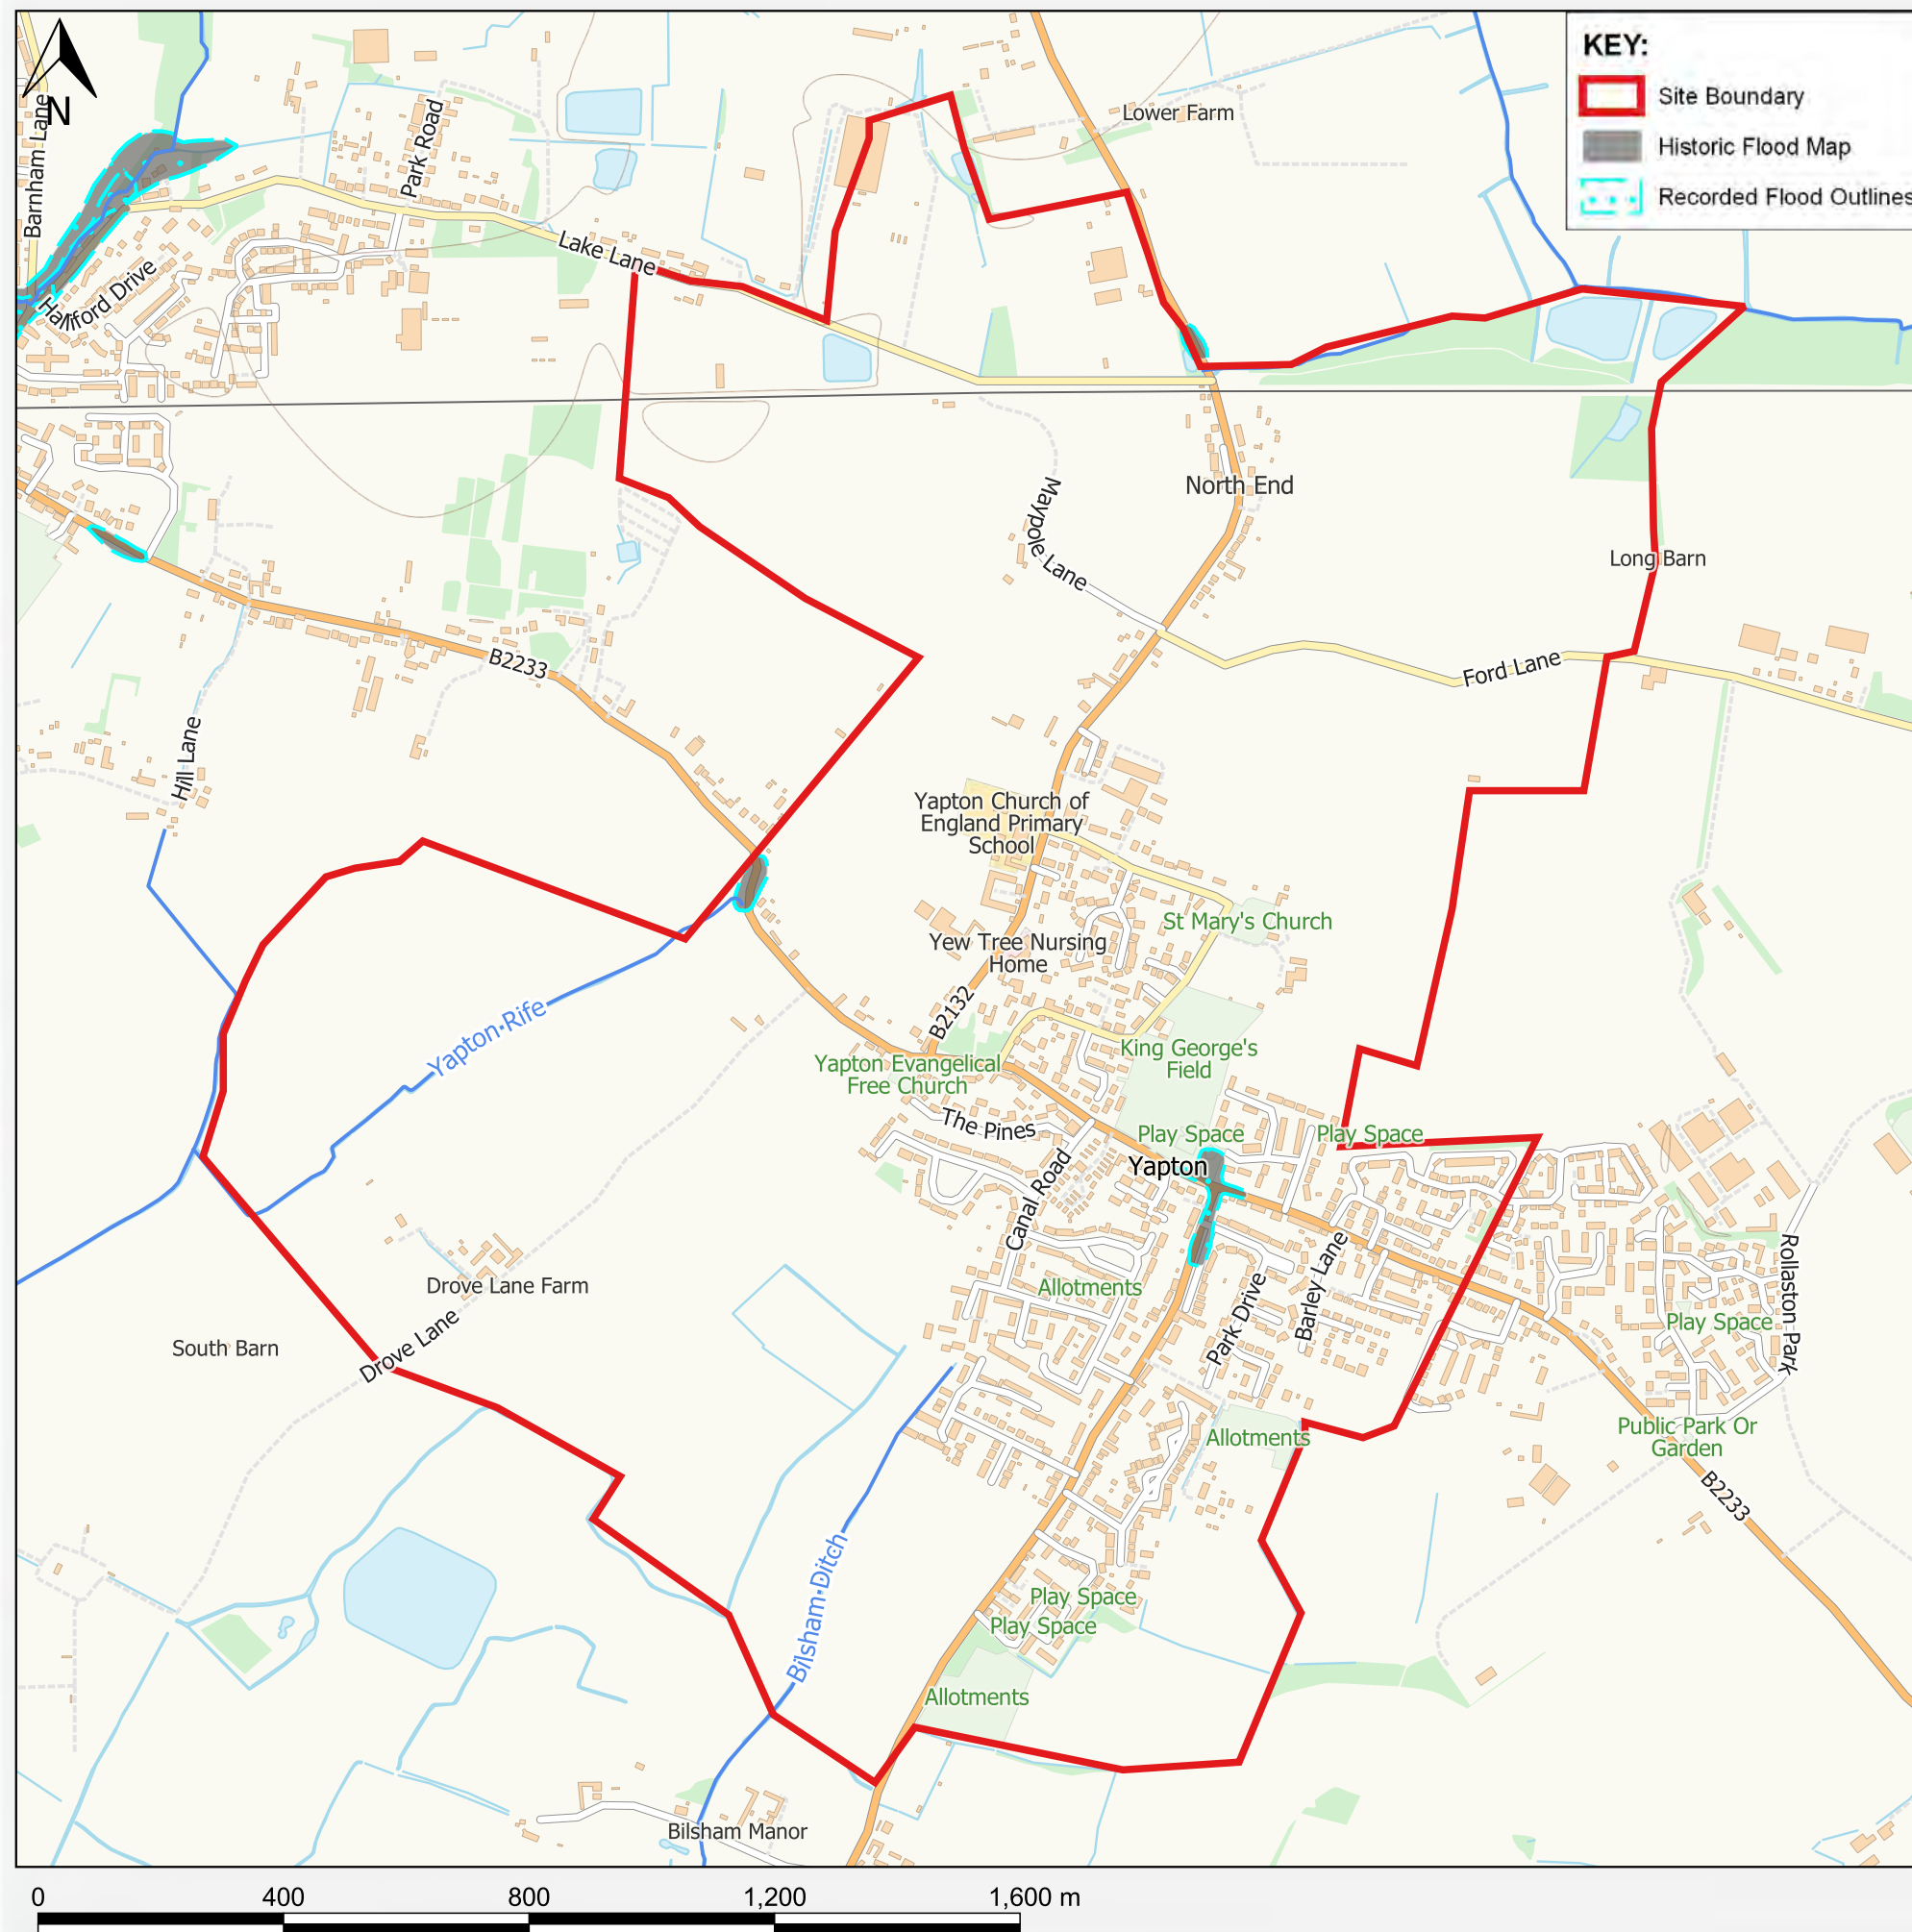 KEY:
Site Boundary
Historic Flood Map
Recorded Flood Outlines
N
Barnham Lane
Park Road
Lower Farm
Lake Lane
Halliford Drive
North End
Maypole Lane
Long Barn
B2233
Ford Lane
Hill Lane
Yapton Church of
England Primary
School
St Mary's Church
Yew Tree Nursing
Home
B2132
Yapton Rife
King George's
Field
Yapton Evangelical
Free Church
The Pines
Play Space
Play Space
Yapton
Canal Road
Barley Lane
Rollaston Park
Drove Lane Farm
Allotments
Park Drive
Play Space
South Barn
Drove Lane
Allotments
Public Park Or
Garden
B2233
Bilsham Ditch
Play Space
Play Space
Allotments
Bilsham Manor
0 400 800 1,200 1,600 m